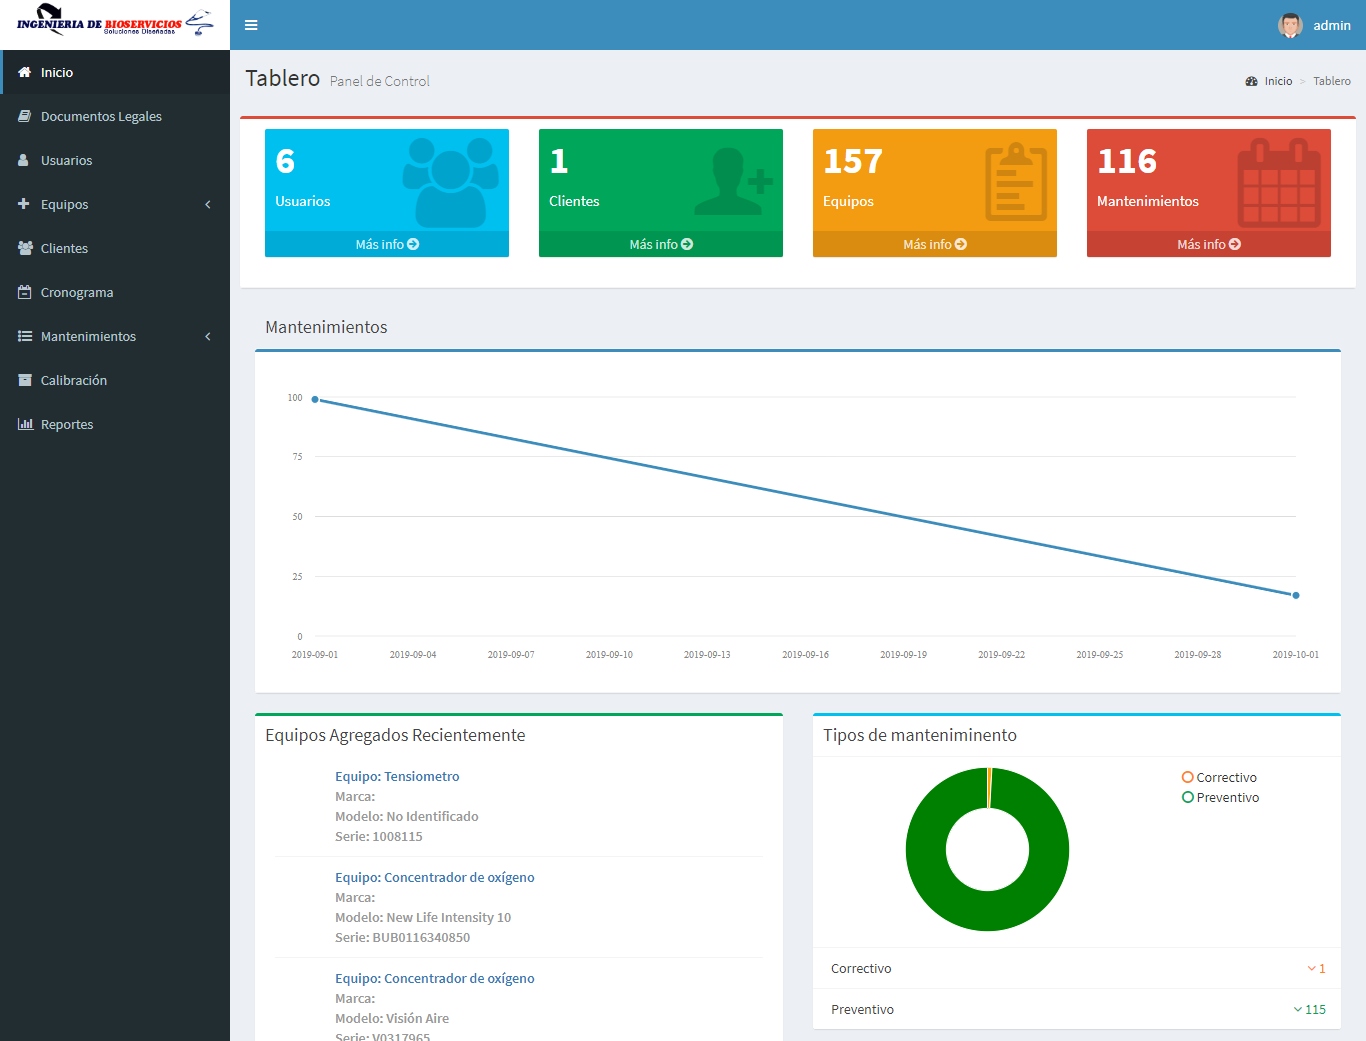 INGENIERIA DE BIOSERVICIOS
Soluciones Diseñadas
admin
Inicio
Documentos Legales
Usuarios
Equipos
Clientes
Cronograma
Mantenimientos
Calibración
Reportes
Tablero Panel de Control
Inicio > Tablero
6
Usuarios
Más info
1
Clientes
Más info
157
Equipos
Más info
116
Mantenimientos
Más info
Mantenimientos
100
75
50
25
0
2019-09-01 2019-09-04 2019-09-07 2019-09-10 2019-09-13 2019-09-16 2019-09-19 2019-09-22 2019-09-25 2019-09-28 2019-10-01
Equipos Agregados Recientemente
Equipo: Tensiometro
Marca:
Modelo: No Identificado
Serie: 1008115
Equipo: Concentrador de oxígeno
Marca:
Modelo: New Life Intensity 10
Serie: BUB0116340850
Equipo: Concentrador de oxígeno
Marca:
Modelo: Visión Aire
Serie: V0317965
Tipos de manteniminento
Correctivo
Preventivo
Correctivo 1
Preventivo 115